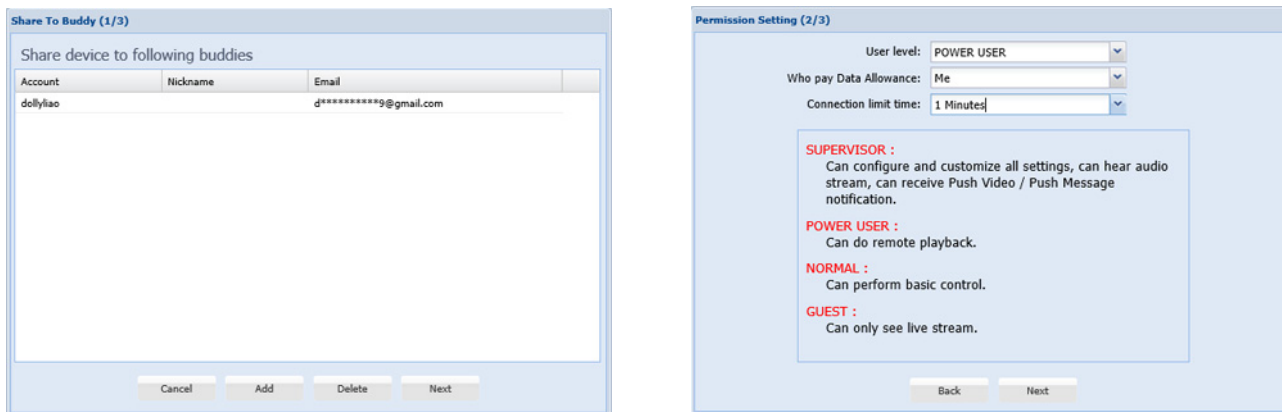 Share To Buddy (1/3)
Share device to following buddies
Account Nickname Email
dollyliao d**********9@gmail.com
Cancel Add Delete Next
Permission Setting (2/3)
User level: POWER USER
Who pay Data Allowance: Me
Connection limit time: 1 Minutes
SUPERVISOR :
Can configure and customize all settings, can hear audio
stream, can receive Push Video / Push Message
notification.
POWER USER :
Can do remote playback.
NORMAL :
Can perform basic control.
GUEST :
Can only see live stream.
Back Next